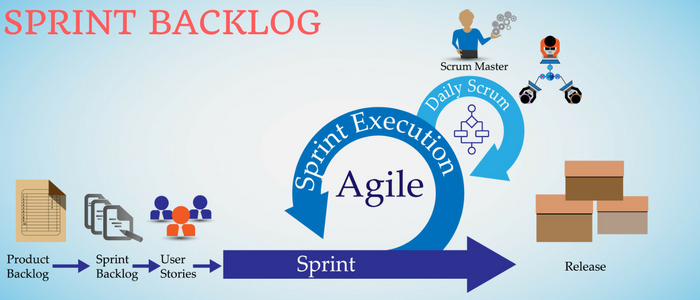 SPRINT BACKLOG
Scrum Master
Daily Scrum
Sprint Execution
Agile
Product
Backlog
Sprint
Backlog
User
Stories
Sprint
Release